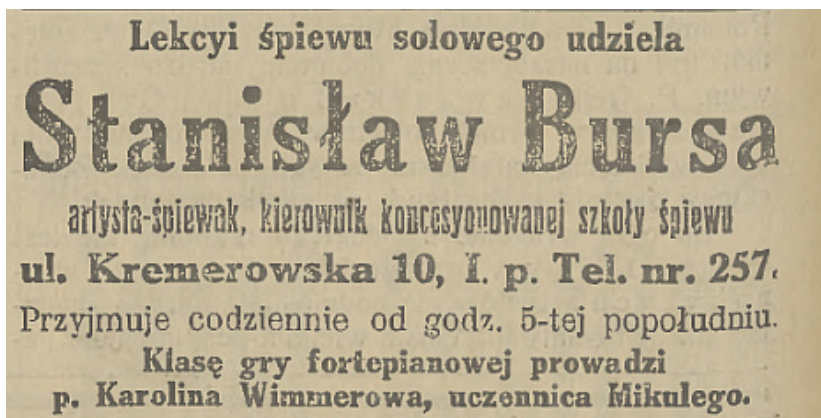 Lekcyi śpiewu solowego udziela
Stanisław Bursa
artysta-śpiewak, kierownik koncesyonowanej szkoły śpiewu
ul. Kremerowska 10, I. p. Tel. nr. 257.
Przyjmuje codziennie od godz. 5-tej popołudniu.
Klasę gry fortepianowej prowadzi
p. Karolina Wimmerowa, uczennica Mikulego.